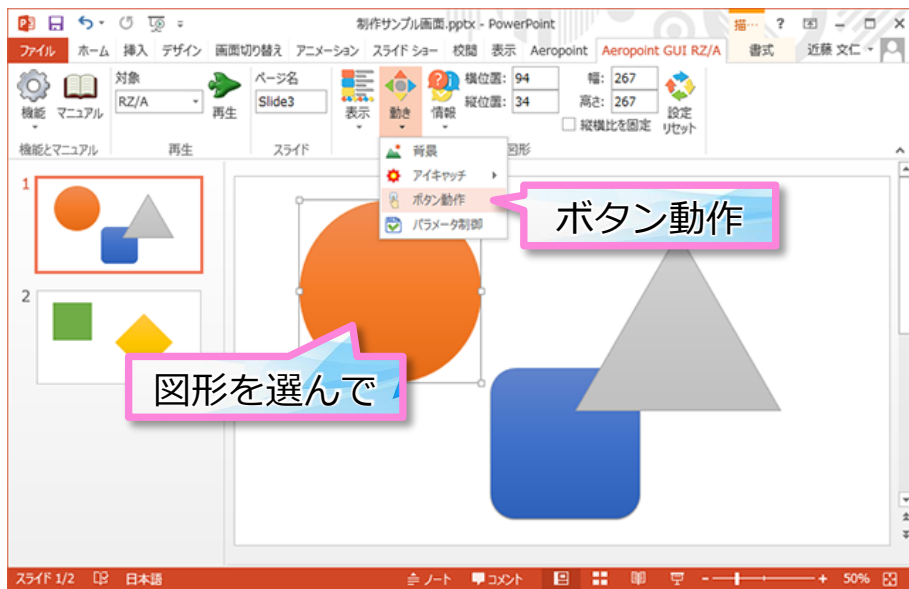 制作サンプル画面.pptx - PowerPoint
描… ?
ファイル ホーム 挿入 デザイン 画面切り替え アニメーション スライド ショー 校閲 表示 Aeropoint Aeropoint GUI RZ/A 書式 近藤 文仁
対象 ページ名 横位置: 94 幅: 267
RZ/A Slide3 縦位置: 34 高さ: 267
機能 マニュアル 再生 表示 動き 情報 縦横比を固定 設定
リセット
機能とマニュアル 再生 スライド 図形
背景
アイキャッチ
ボタン動作
パラメータ制御
ボタン動作
1
2
図形を選んで
スライド 1/2 日本語 ノート コメント 50%